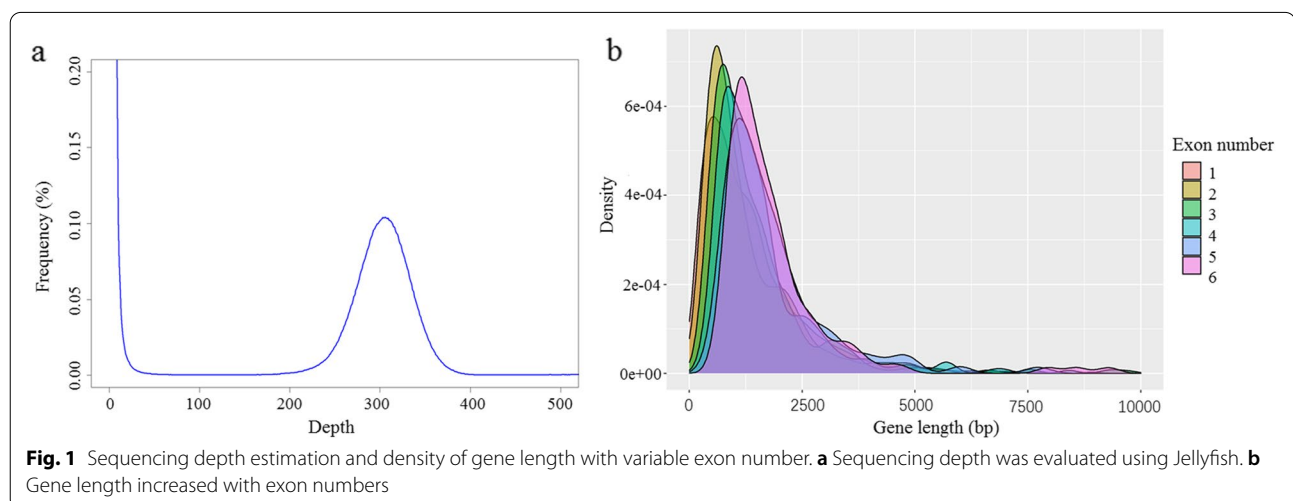 a
0.20
0.15
0.10
0.05
0.00
Frequency (%)
0 100 200 300 400 500
Depth
b
6e-04
4e-04
2e-04
0e+00
Density
0 2500 5000 7500 10000
Gene length (bp)
Exon number
1
2
3
4
5
6
Fig. 1 Sequencing depth estimation and density of gene length with variable exon number. a Sequencing depth was evaluated using Jellyfish. b
Gene length increased with exon numbers